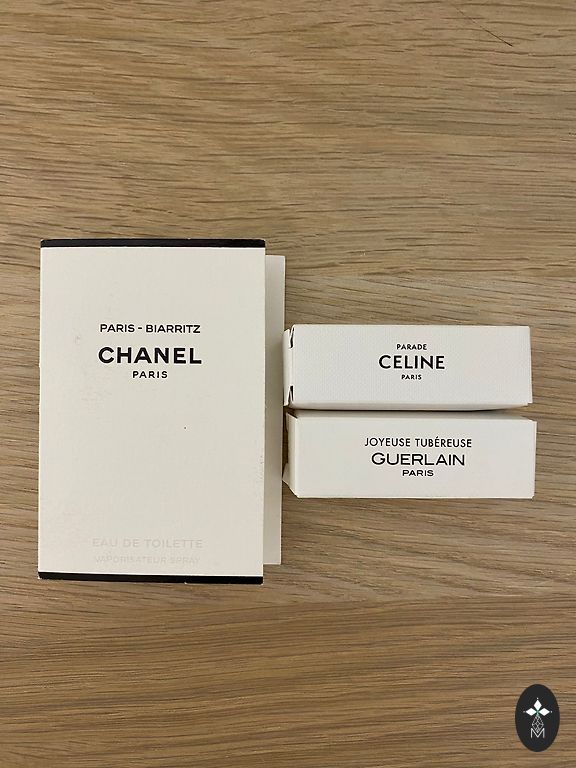 PARIS - BIARRITZ
CHANEL
PARIS
EAU DE TOILETTE
VAPORISATEUR SPRAY
PARADE
CELINE
PARIS
JOYEUSE TUBÉREUSE
GUERLAIN
PARIS
M